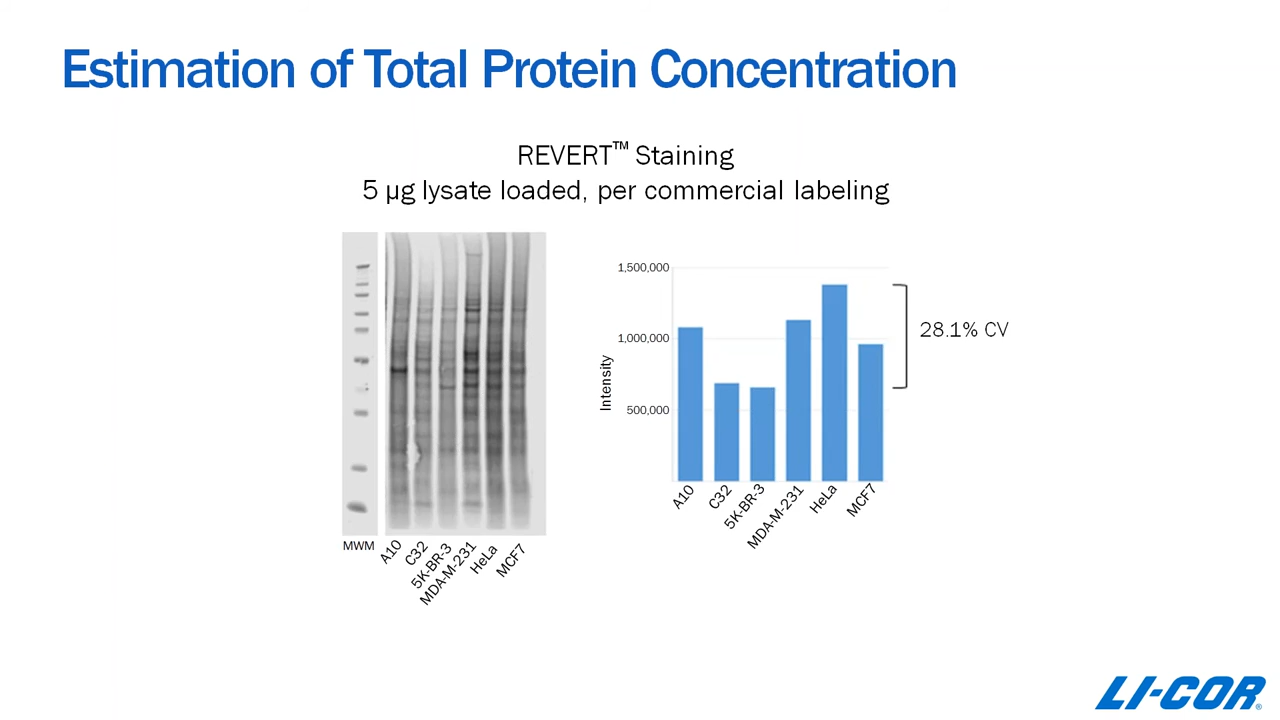 Estimation of Total Protein Concentration
REVERT™ Staining
5 µg lysate loaded, per commercial labeling
MWM
A10
C32
5K-BR-3
MDA-M-231
HeLa
MCF7
1,500,000
1,000,000
500,000
Intensity
A10
C32
5K-BR-3
MDA-M-231
HeLa
MCF7
28.1% CV
LI-COR®